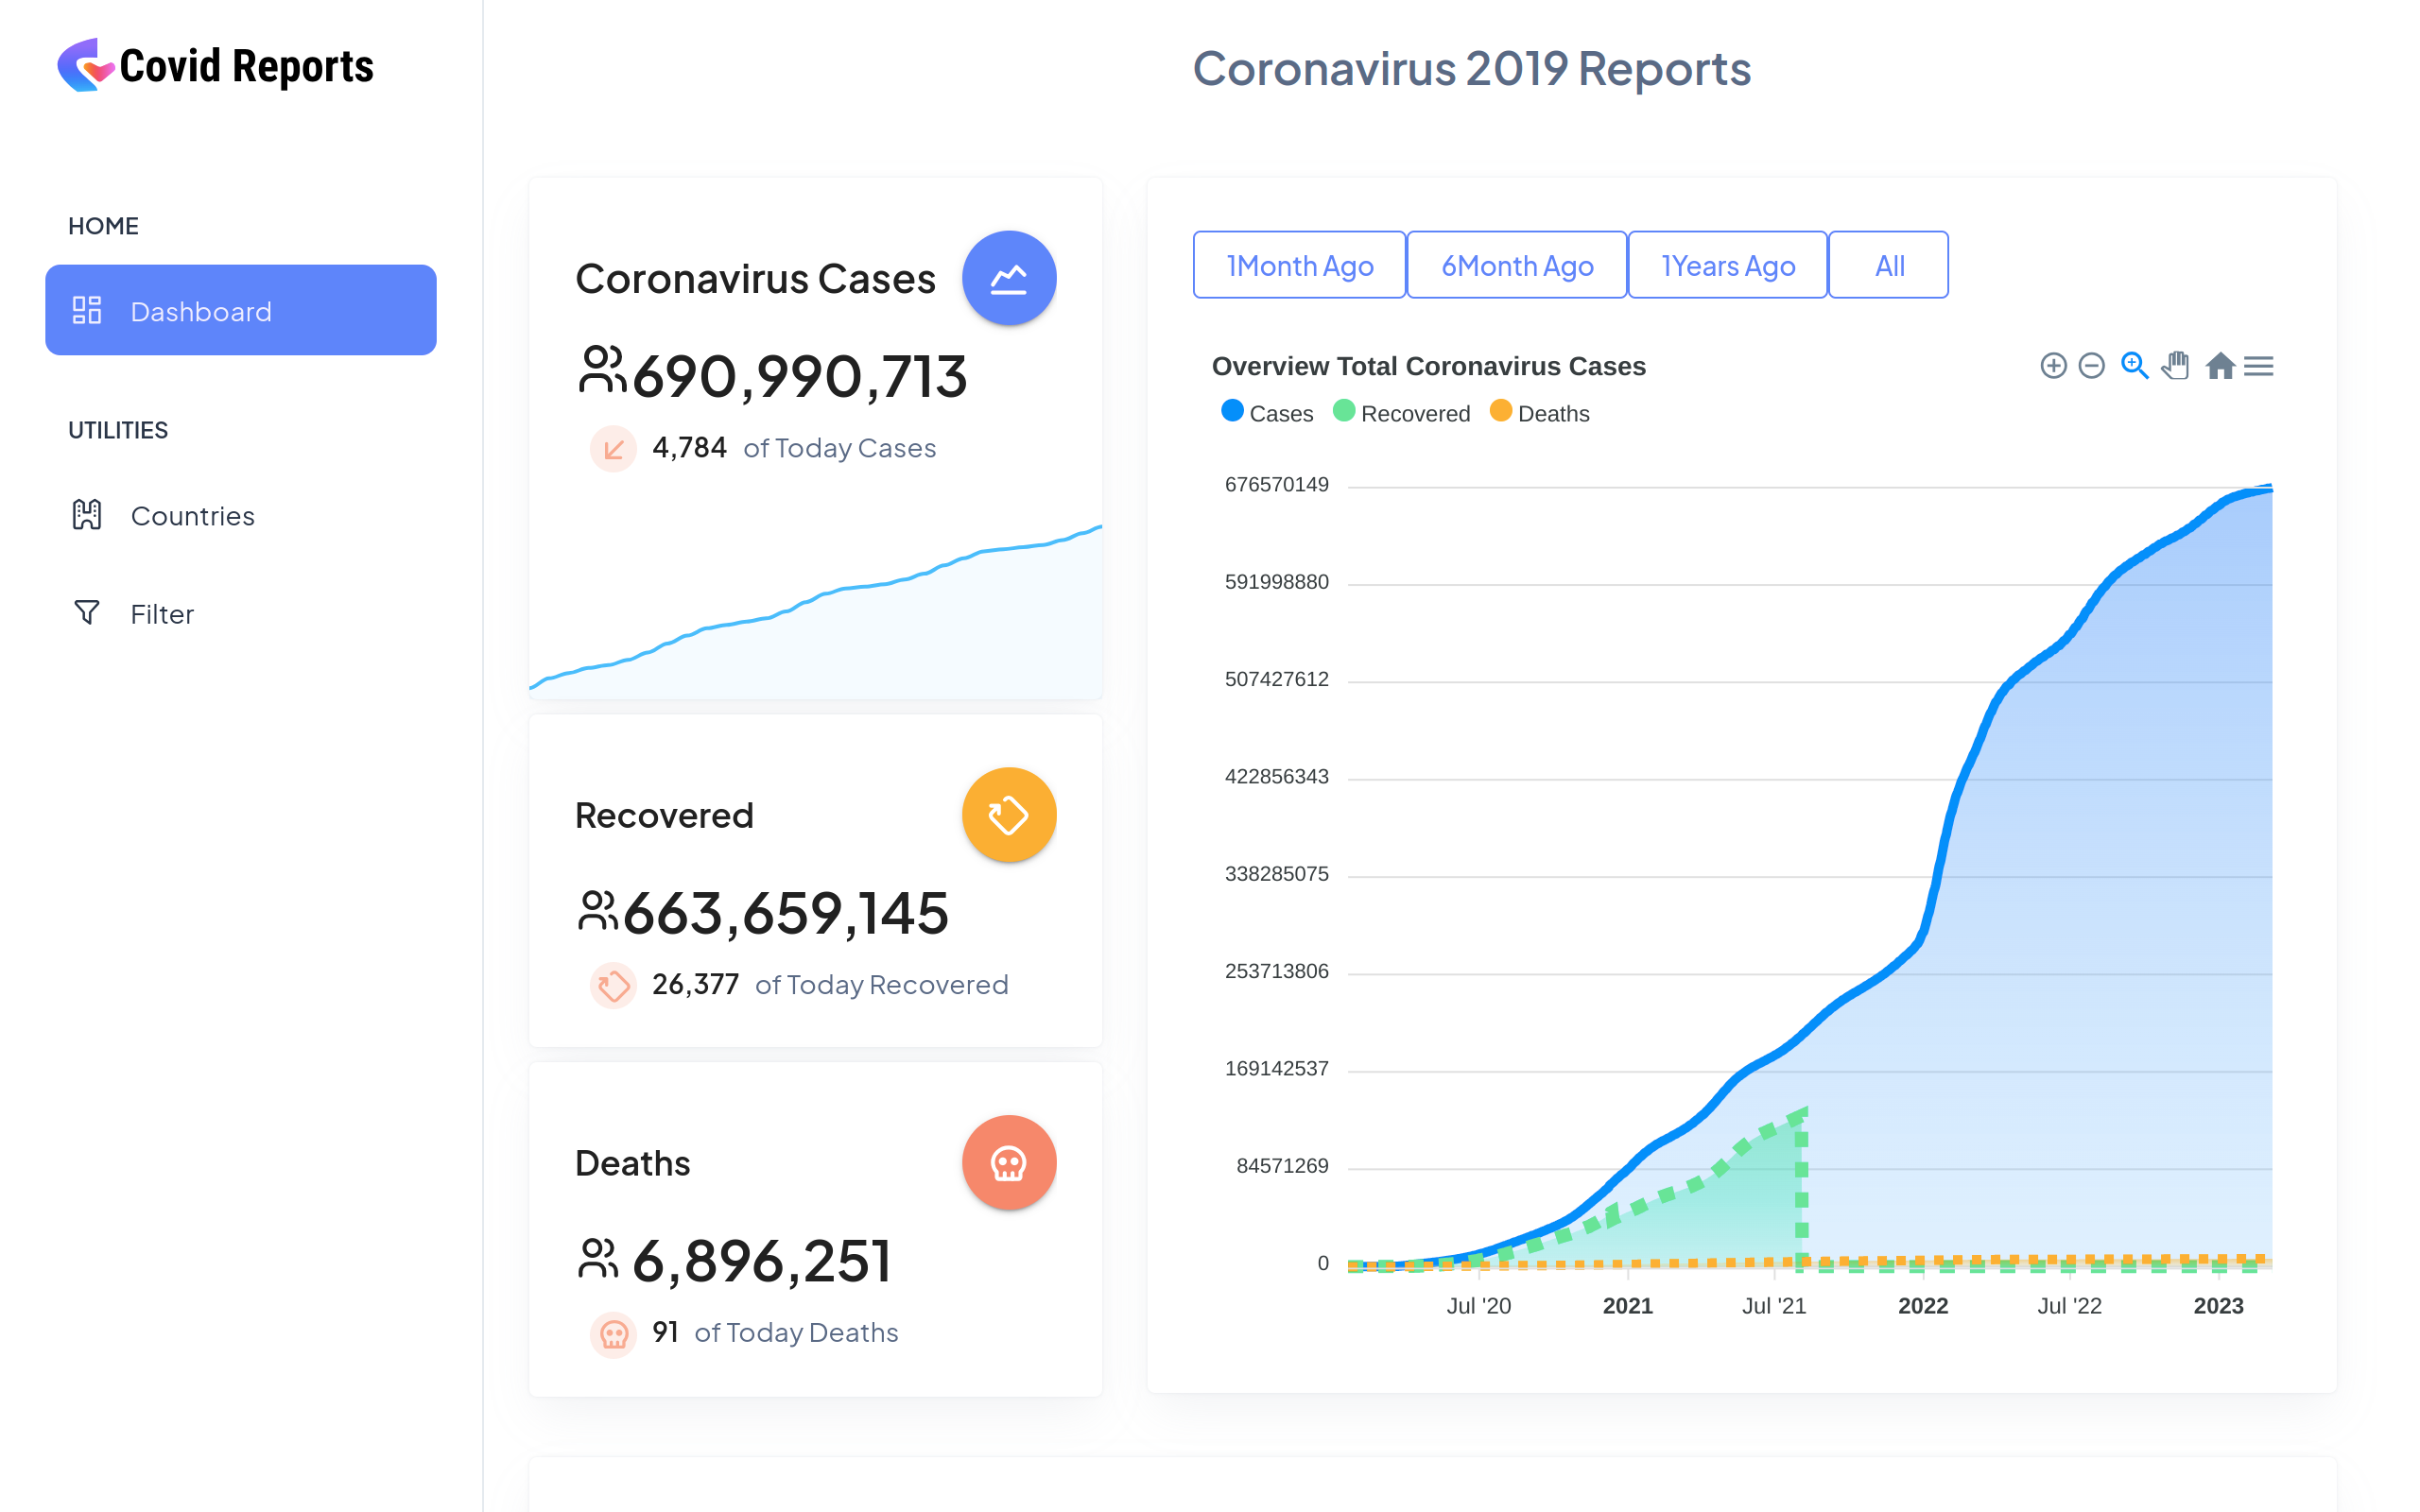 Covid Reports
HOME
Dashboard
UTILITIES
Countries
Filter
Coronavirus 2019 Reports
Coronavirus Cases
690,990,713
4,784 of Today Cases
Recovered
663,659,145
26,377 of Today Recovered
Deaths
6,896,251
91 of Today Deaths
1Month Ago 6Month Ago 1Years Ago All
Overview Total Coronavirus Cases
Cases Recovered Deaths
676570149
591998880
507427612
422856343
338285075
253713806
169142537
84571269
0
Jul '20 2021 Jul '21 2022 Jul '22 2023